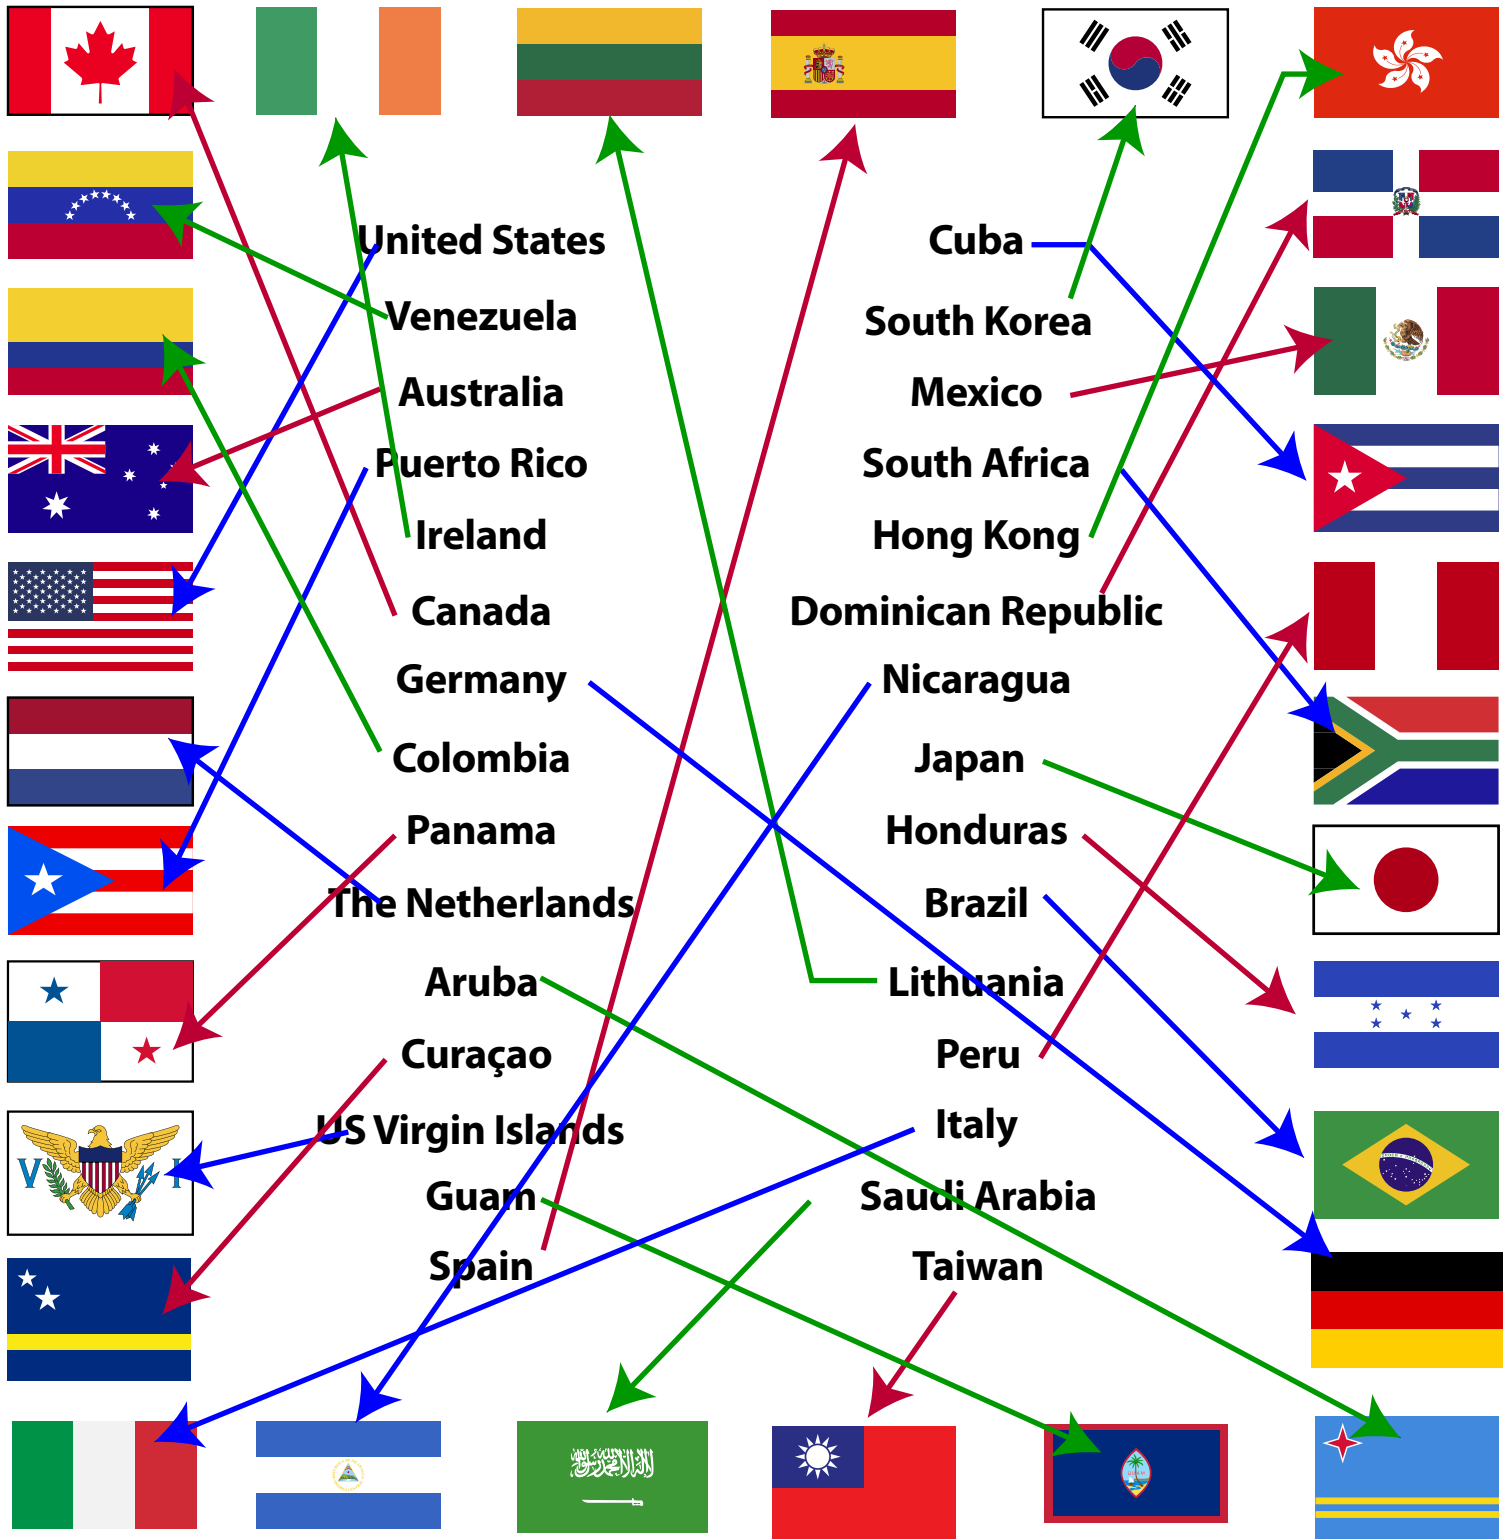 United States
Venezuela
Australia
Puerto Rico
Ireland
Canada
Germany
Colombia
Panama
The Netherlands
Aruba
Curaçao
US Virgin Islands
Guam
Spain
Cuba
South Korea
Mexico
South Africa
Hong Kong
Dominican Republic
Nicaragua
Japan
Honduras
Brazil
Lithuania
Peru
Italy
Saudi Arabia
Taiwan
V I
GUAM